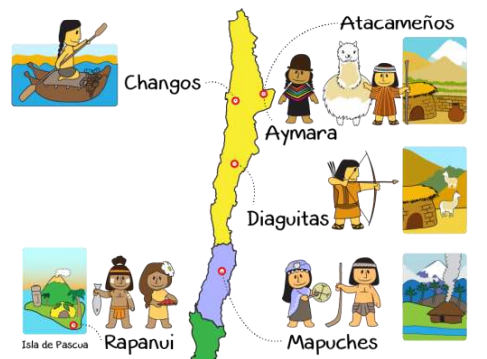 Atacameños
Changos
Aymara
Diaguitas
Isla de Pascua
Rapanui
Mapuches